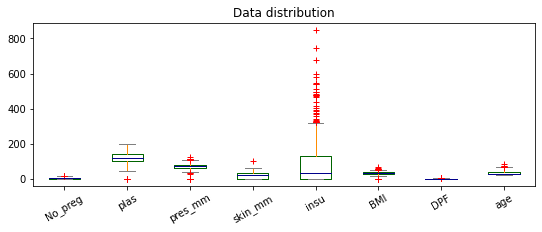 Data distribution
800
600
400
200
0
No_preg plas pres_mm skin_mm insu BMI DPF age